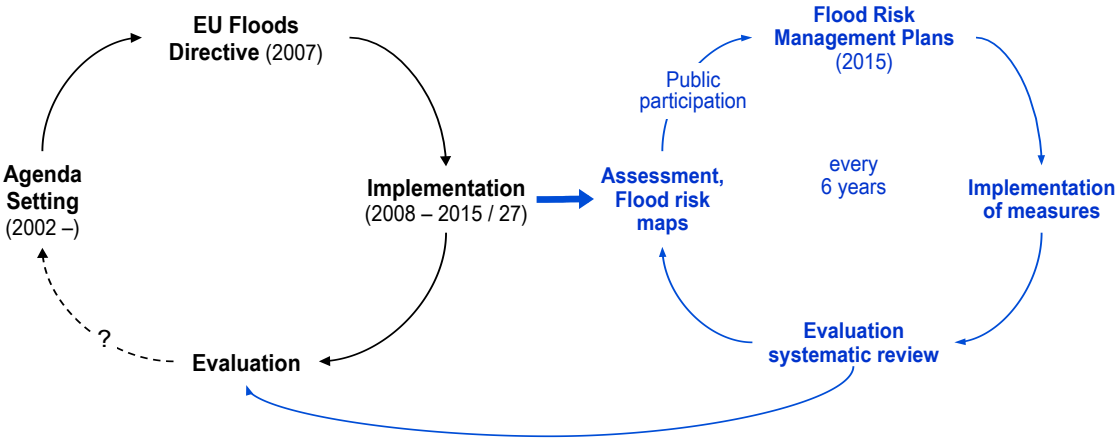 EU Floods
Directive (2007)
Agenda
Setting
(2002 –)
Implementation
(2008 – 2015 / 27)
?
Evaluation
Flood Risk
Management Plans
(2015)
Public
participation
every
6 years
Assessment,
Flood risk
maps
Implementation
of measures
Evaluation
systematic review